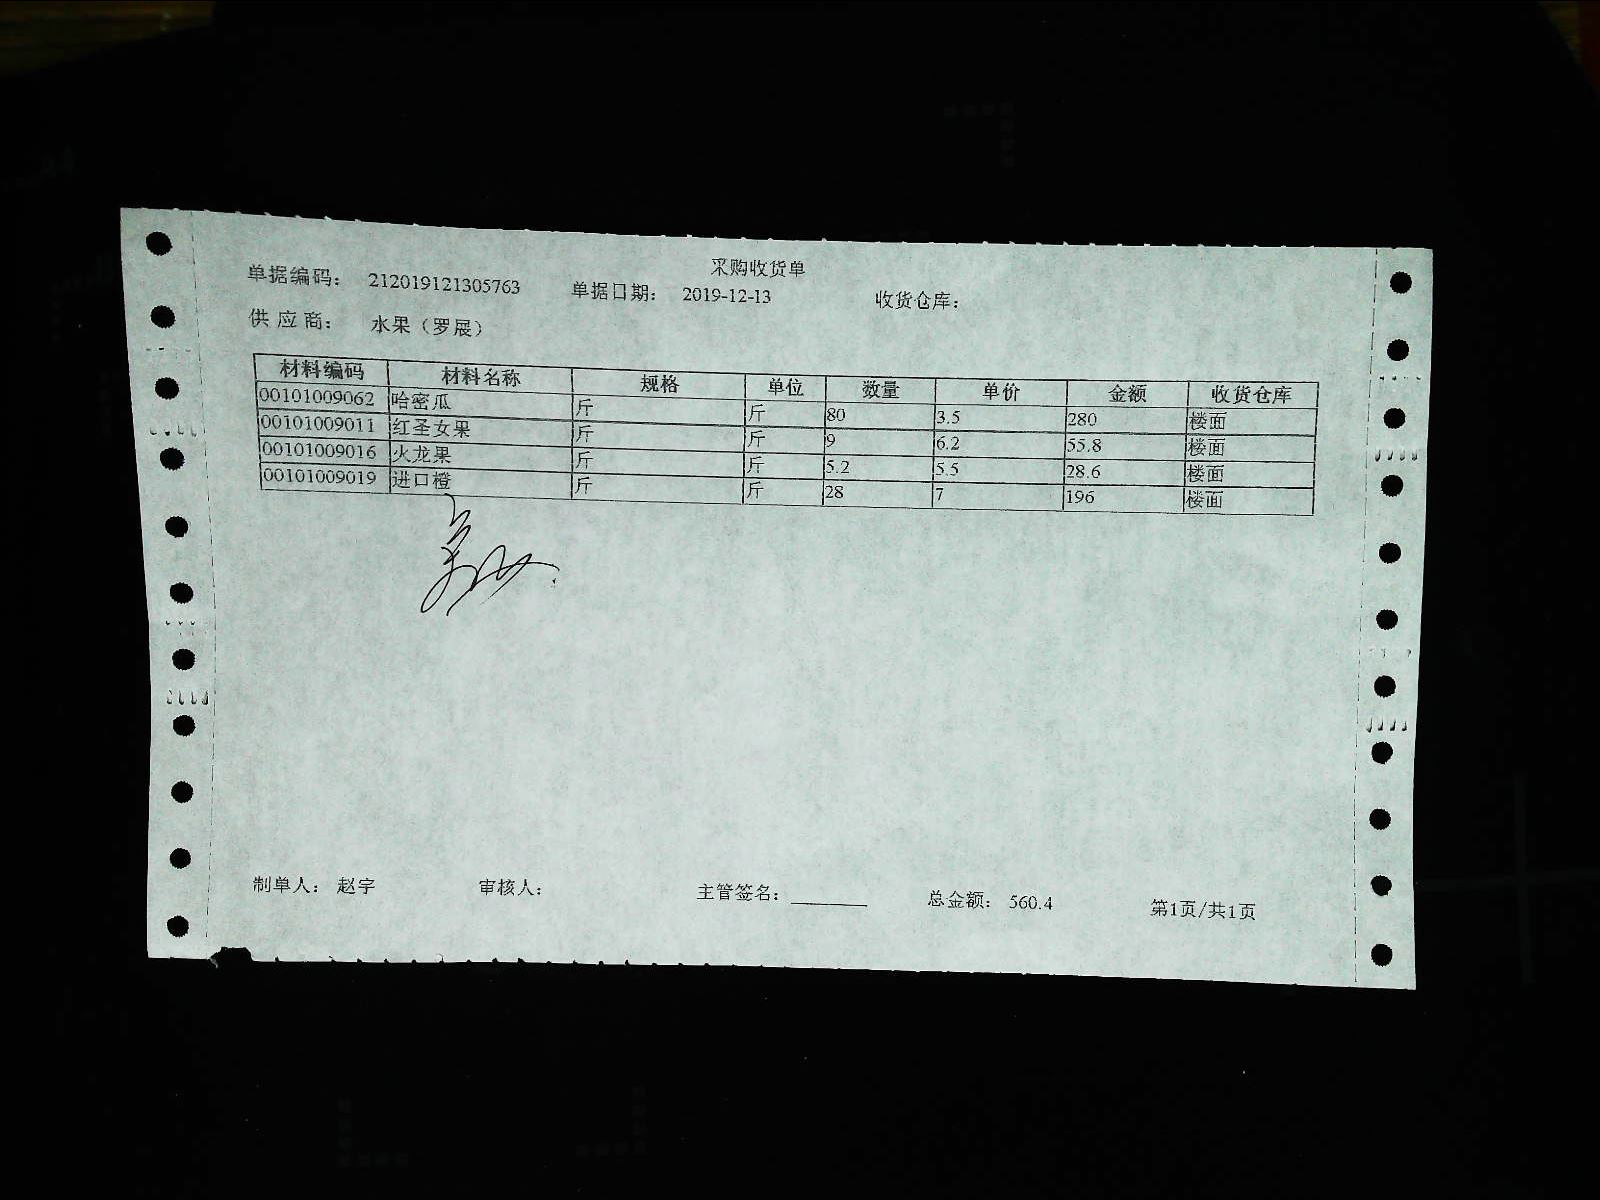 采购收货单
单据编码： 212019121305763 单据日期： 2019-12-13 收货仓库：
供 应 商： 水果（罗展）
材料编码 材料名称 规格 单位 数量 单价 金额 收货仓库
00101009062 哈密瓜 斤 斤 80 3.5 280 楼面
00101009011 红圣女果 斤 斤 9 6.2 55.8 楼面
00101009016 火龙果 斤 斤 5.2 5.5 28.6 楼面
00101009019 进口橙 斤 斤 28 7 196 楼面
制单人： 赵宇 审核人： 主管签名： 总金额： 560.4 第1页/共1页